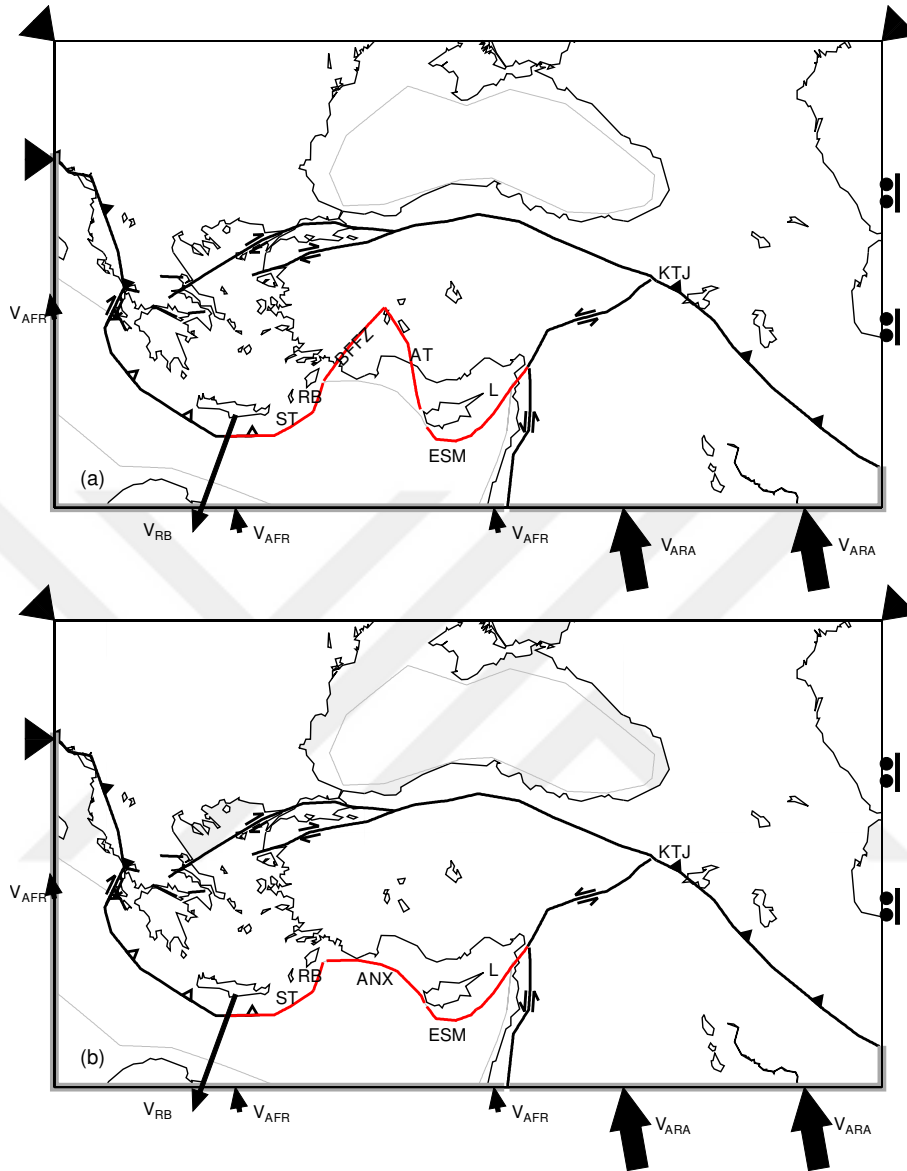 KTJ
V_AFR
BFFZ
AT
RB
L
ST
ESM
(a)
V_RB
V_AFR
V_AFR
V_ARA
V_ARA
KTJ
V_AFR
RB
ANX
L
ST
ESM
(b)
V_RB
V_AFR
V_AFR
V_ARA
V_ARA